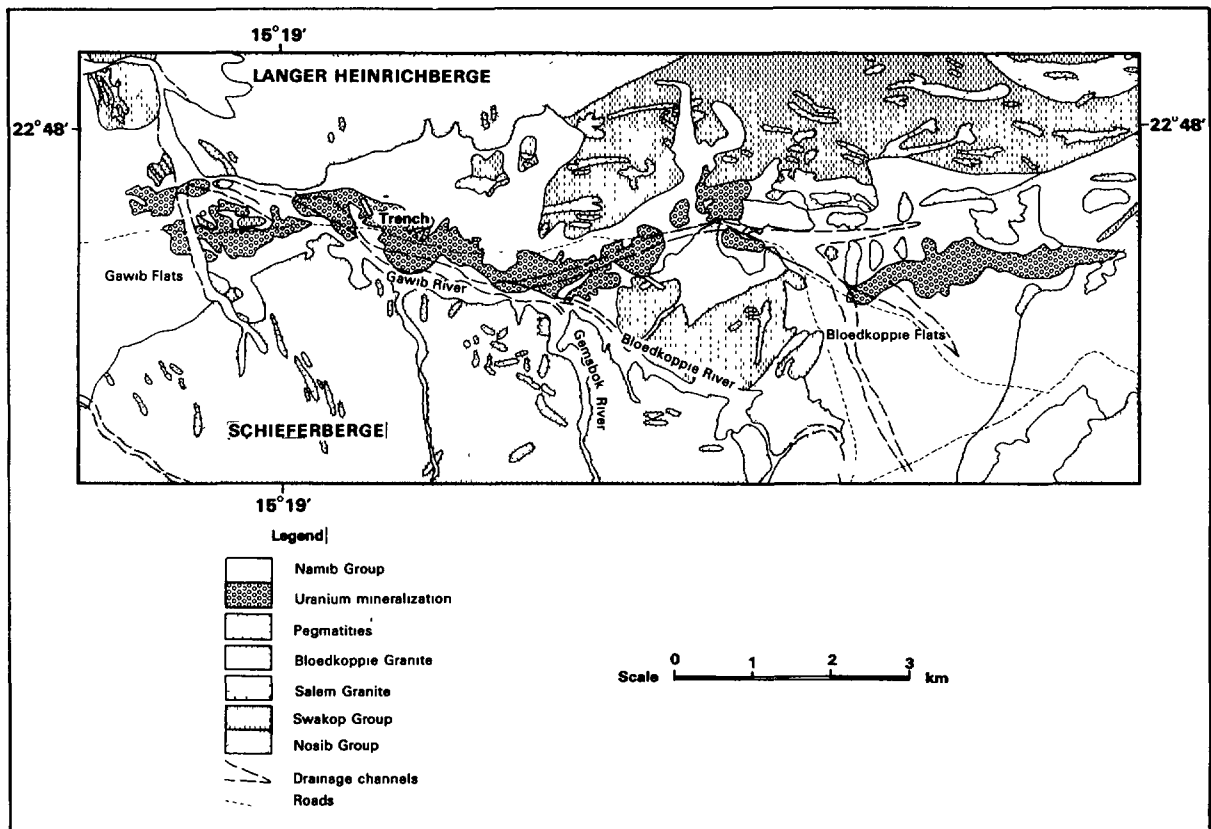 15°19'
LANGER HEINRICHBERGE
22°48'
22°48'
Trench
Gawib Flats
Gawib River
Bloedkoppie Flats
Bloedkoppie River
Gemsbok River
SCHIEFERBERGE
15°19'
Legend
Namib Group
Uranium mineralization
Pegmatities
Bloedkoppie Granite
Salem Granite
Swakop Group
Nosib Group
Drainage channels
Roads
Scale 0 1 2 3 km